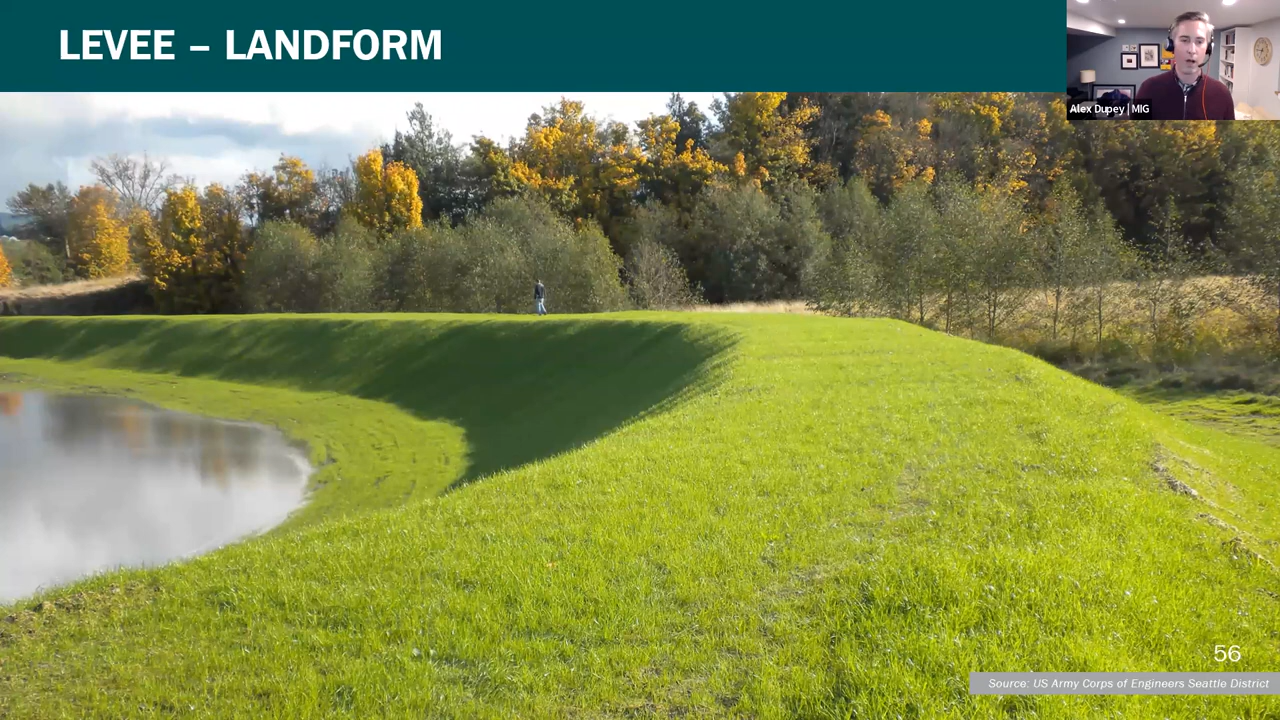 LEVEE – LANDFORM
Alex Dupey | MIG
56
Source: US Army Corps of Engineers Seattle District